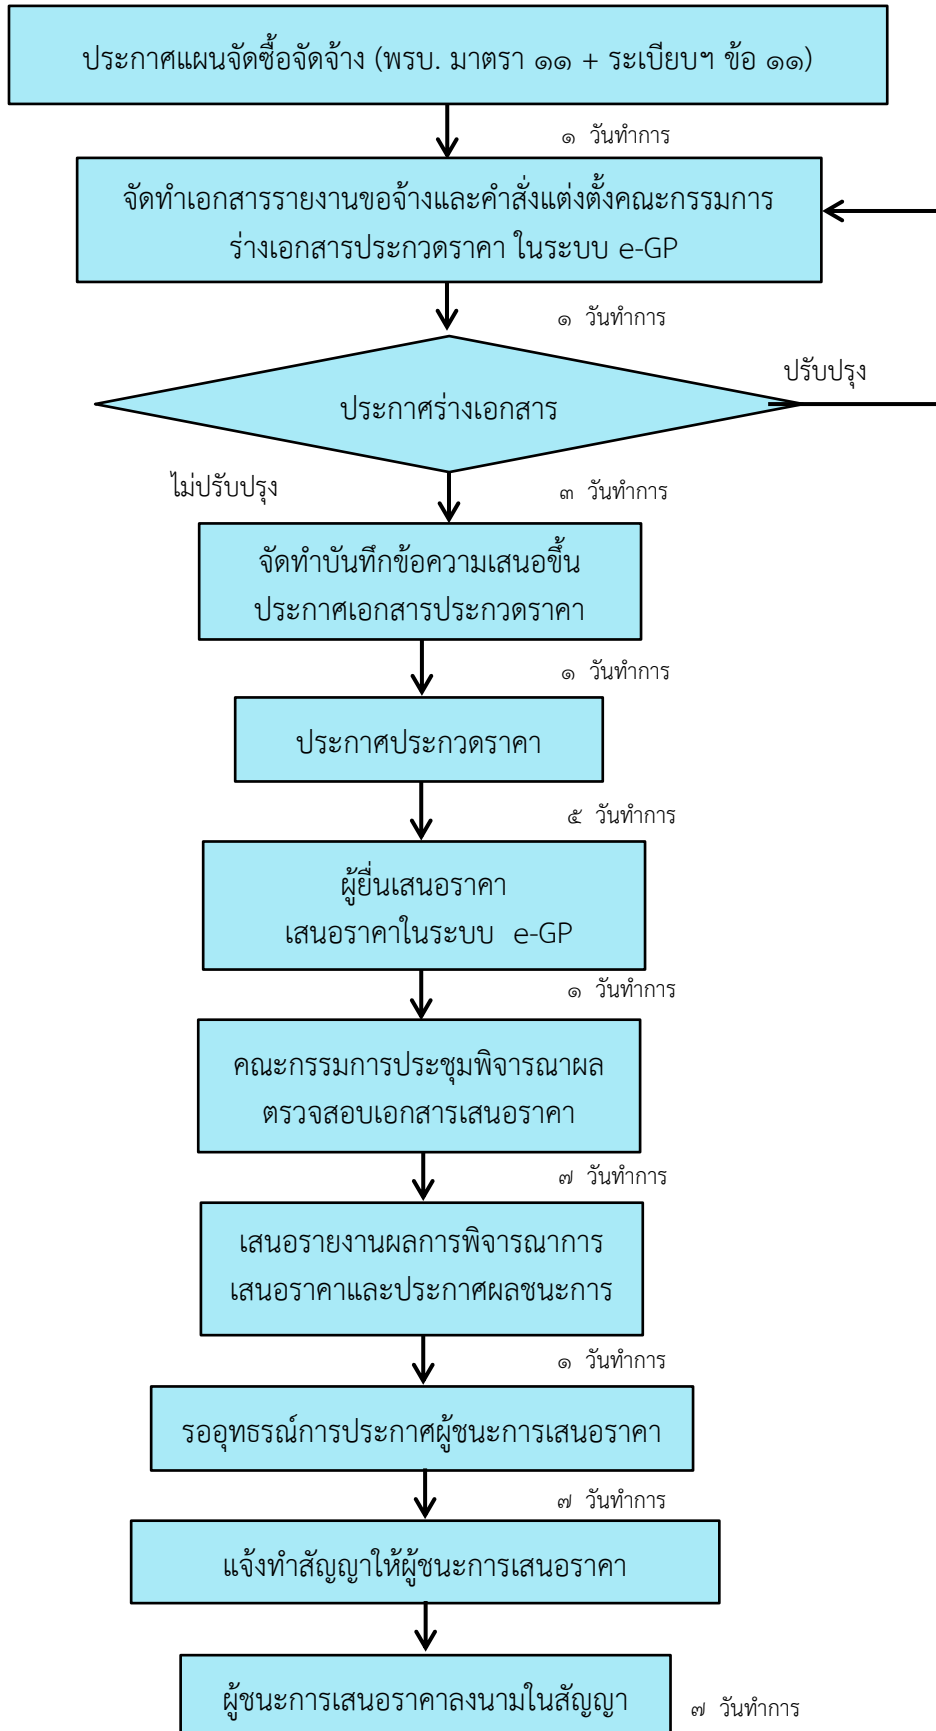 ประกาศแผนจัดซื้อจัดจ้าง (พรบ. มาตรา ๑๑ + ระเบียบฯ ข้อ ๑๑)
๑ วันทำการ
จัดทำเอกสารรายงานขอจ้างและคำสั่งแต่งตั้งคณะกรรมการ
ร่างเอกสารประกวดราคา ในระบบ e-GP
๑ วันทำการ
ปรับปรุง
ประกาศร่างเอกสาร
ไม่ปรับปรุง
๓ วันทำการ
จัดทำบันทึกข้อความเสนอขึ้น
ประกาศเอกสารประกวดราคา
๑ วันทำการ
ประกาศประกวดราคา
๕ วันทำการ
ผู้ยื่นเสนอราคา
เสนอราคาในระบบ e-GP
๑ วันทำการ
คณะกรรมการประชุมพิจารณาผล
ตรวจสอบเอกสารเสนอราคา
๗ วันทำการ
เสนอรายงานผลการพิจารณาการ
เสนอราคาและประกาศผลชนะการ
๑ วันทำการ
รออุทธรณ์การประกาศผู้ชนะการเสนอราคา
๗ วันทำการ
แจ้งทำสัญญาให้ผู้ชนะการเสนอราคา
ผู้ชนะการเสนอราคาลงนามในสัญญา
๗ วันทำการ